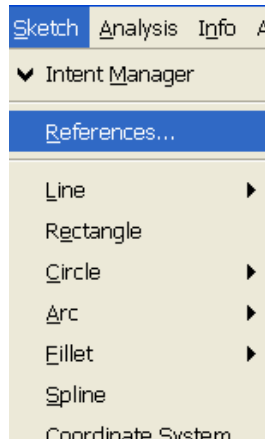 Sketch Analysis Info
Intent Manager
References...
Line
Rectangle
Circle
Arc
Fillet
Spline
Coordinate System